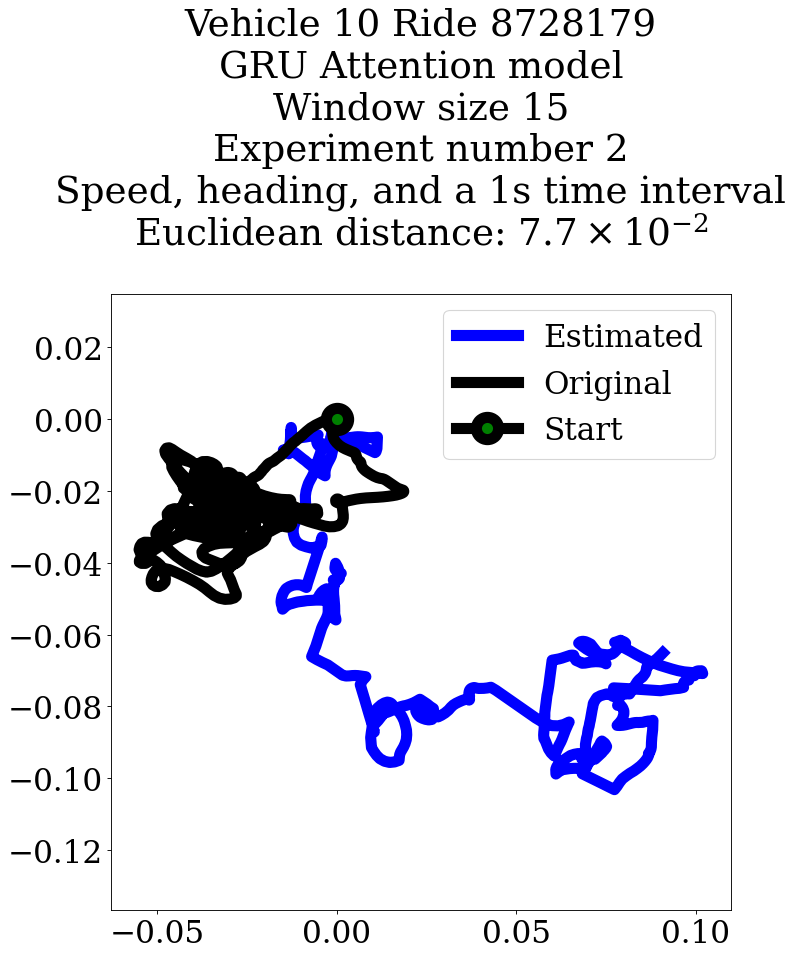 Vehicle 10 Ride 8728179
GRU Attention model
Window size 15
Experiment number 2
Speed, heading, and a 1s time interval
Euclidean distance: 7.7 × 10⁻²
Estimated
Original
Start
0.02
0.00
−0.02
−0.04
−0.06
−0.08
−0.10
−0.12
−0.05 0.00 0.05 0.10